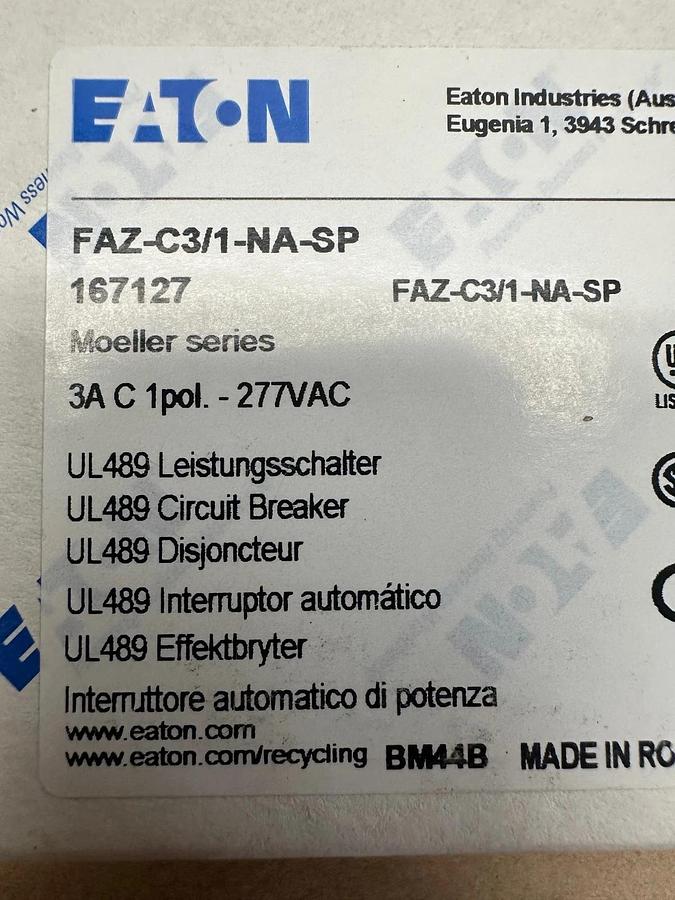 EATON
Eaton Industries (Aus
Eugenia 1, 3943 Schre
FAZ-C3/1-NA-SP
167127 FAZ-C3/1-NA-SP
Moeller series
3A C 1pol. - 277VAC
LIS
UL489 Leistungsschalter
UL489 Circuit Breaker
UL489 Disjoncteur
UL489 Interruptor automático
UL489 Effektbryter
Interruttore automatico di potenza
www.eaton.com
www.eaton.com/recycling BM44B MADE IN RO